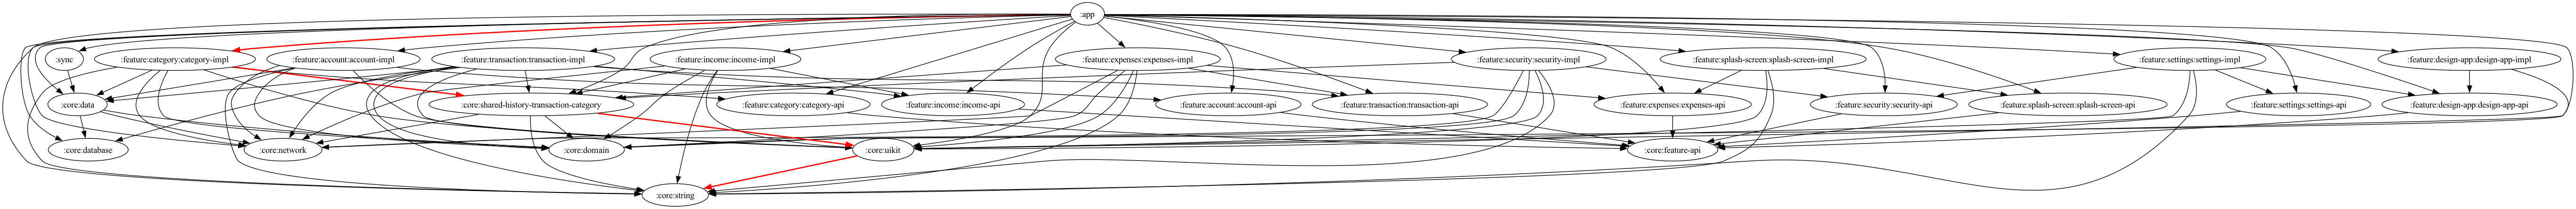 :app
:sync
:feature:category:category-impl
:feature:account:account-impl
:feature:transaction:transaction-impl
:feature:income:income-impl
:feature:expenses:expenses-impl
:feature:security:security-impl
:feature:splash-screen:splash-screen-impl
:feature:settings:settings-impl
:feature:design-app:design-app-impl
:core:data
:core:shared-history-transaction-category
:feature:category:category-api
:feature:income:income-api
:feature:account:account-api
:feature:transaction:transaction-api
:feature:expenses:expenses-api
:feature:security:security-api
:feature:splash-screen:splash-screen-api
:feature:settings:settings-api
:feature:design-app:design-app-api
:core:database
:core:network
:core:domain
:core:uikit
:core:feature-api
:core:string